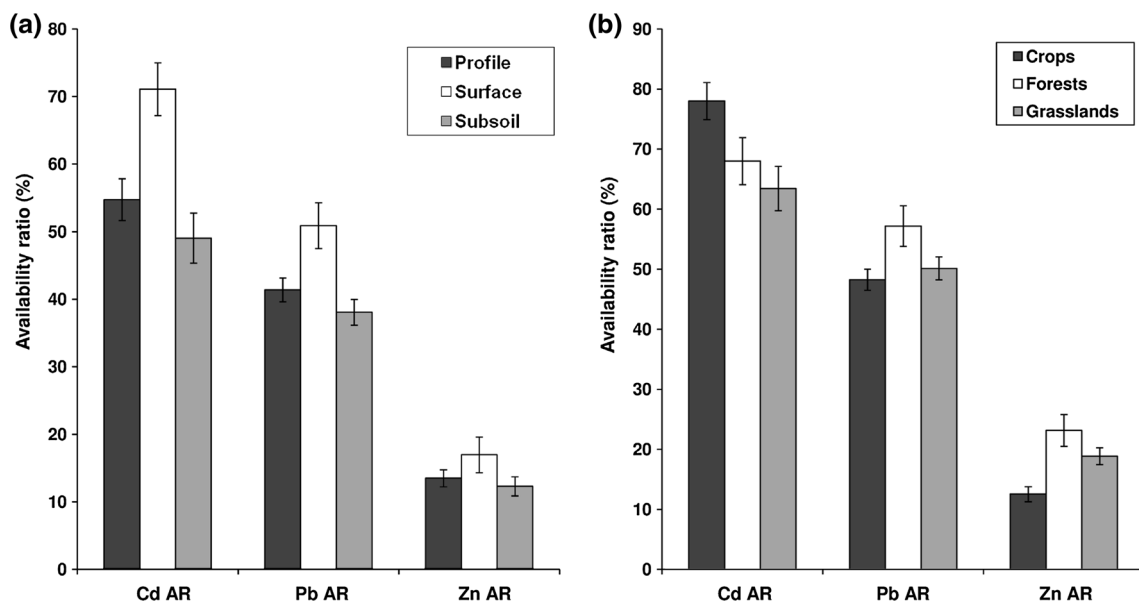 (a)
Availability ratio (%)
80
70
60
50
40
30
20
10
0
Profile
Surface
Subsoil
Cd AR Pb AR Zn AR
(b)
Availability ratio (%)
90
80
70
60
50
40
30
20
10
0
Crops
Forests
Grasslands
Cd AR Pb AR Zn AR